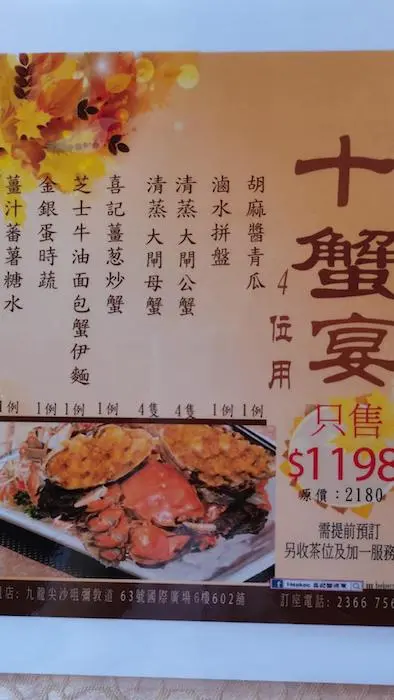 十蟹宴
4位用
只售
$1198
原價：2180
需提前預訂
另收茶位及加一服務
胡麻醬青瓜 1例
滷水拼盤 1例
清蒸大閘公蟹 4隻
清蒸大閘母蟹 4隻
喜記薑葱炒蟹 1例
芝士牛油面包蟹伊麵 1例
金銀蛋時蔬 1例
薑汁蕃薯糖水 1例
店: 九龍尖沙咀彌敦道 63號國際廣場G樓602舖
訂座電話: 2366 756